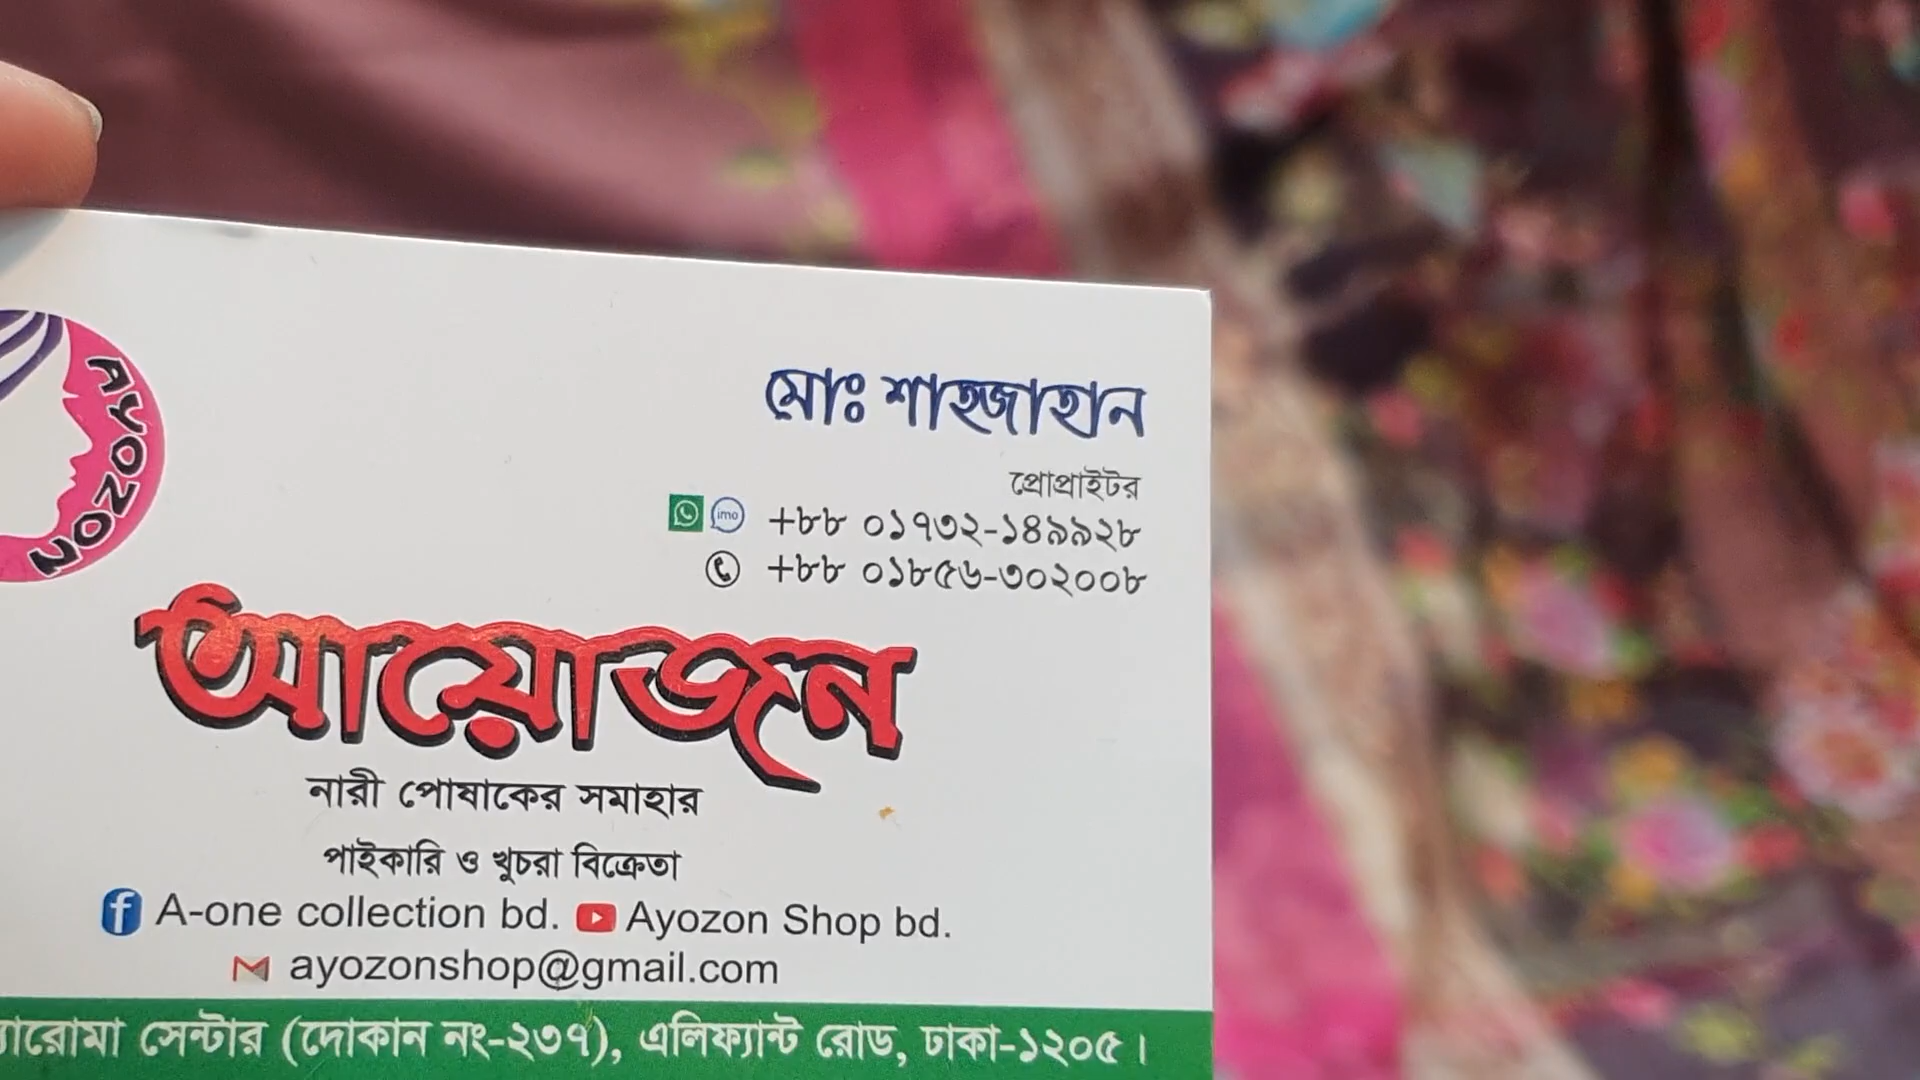 AYOZON
মোঃ শাহজাহান
প্রোপ্রাইটর
imo +৮৮ ০১৭৩২-১৪৯৯২৮
+৮৮ ০১৮৫৬-৩০২০০৮
আয়োজন
নারী পোষাকের সমাহার
পাইকারি ও খুচরা বিক্রেতা
A-one collection bd. Ayozon Shop bd.
ayozonshop@gmail.com
সেন্টার (দোকান নং-২৩৭), এলিফ্যান্ট রোড, ঢাকা-১২০৫।